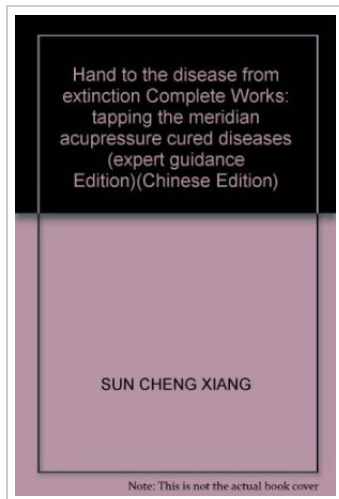 Hand to the disease from
extinction Complete Works:
tapping the meridian
acupressure cured diseases
(expert guidance
Edition)(Chinese Edition)
SUN CHENG XIANG
Note: This is not the actual book cover